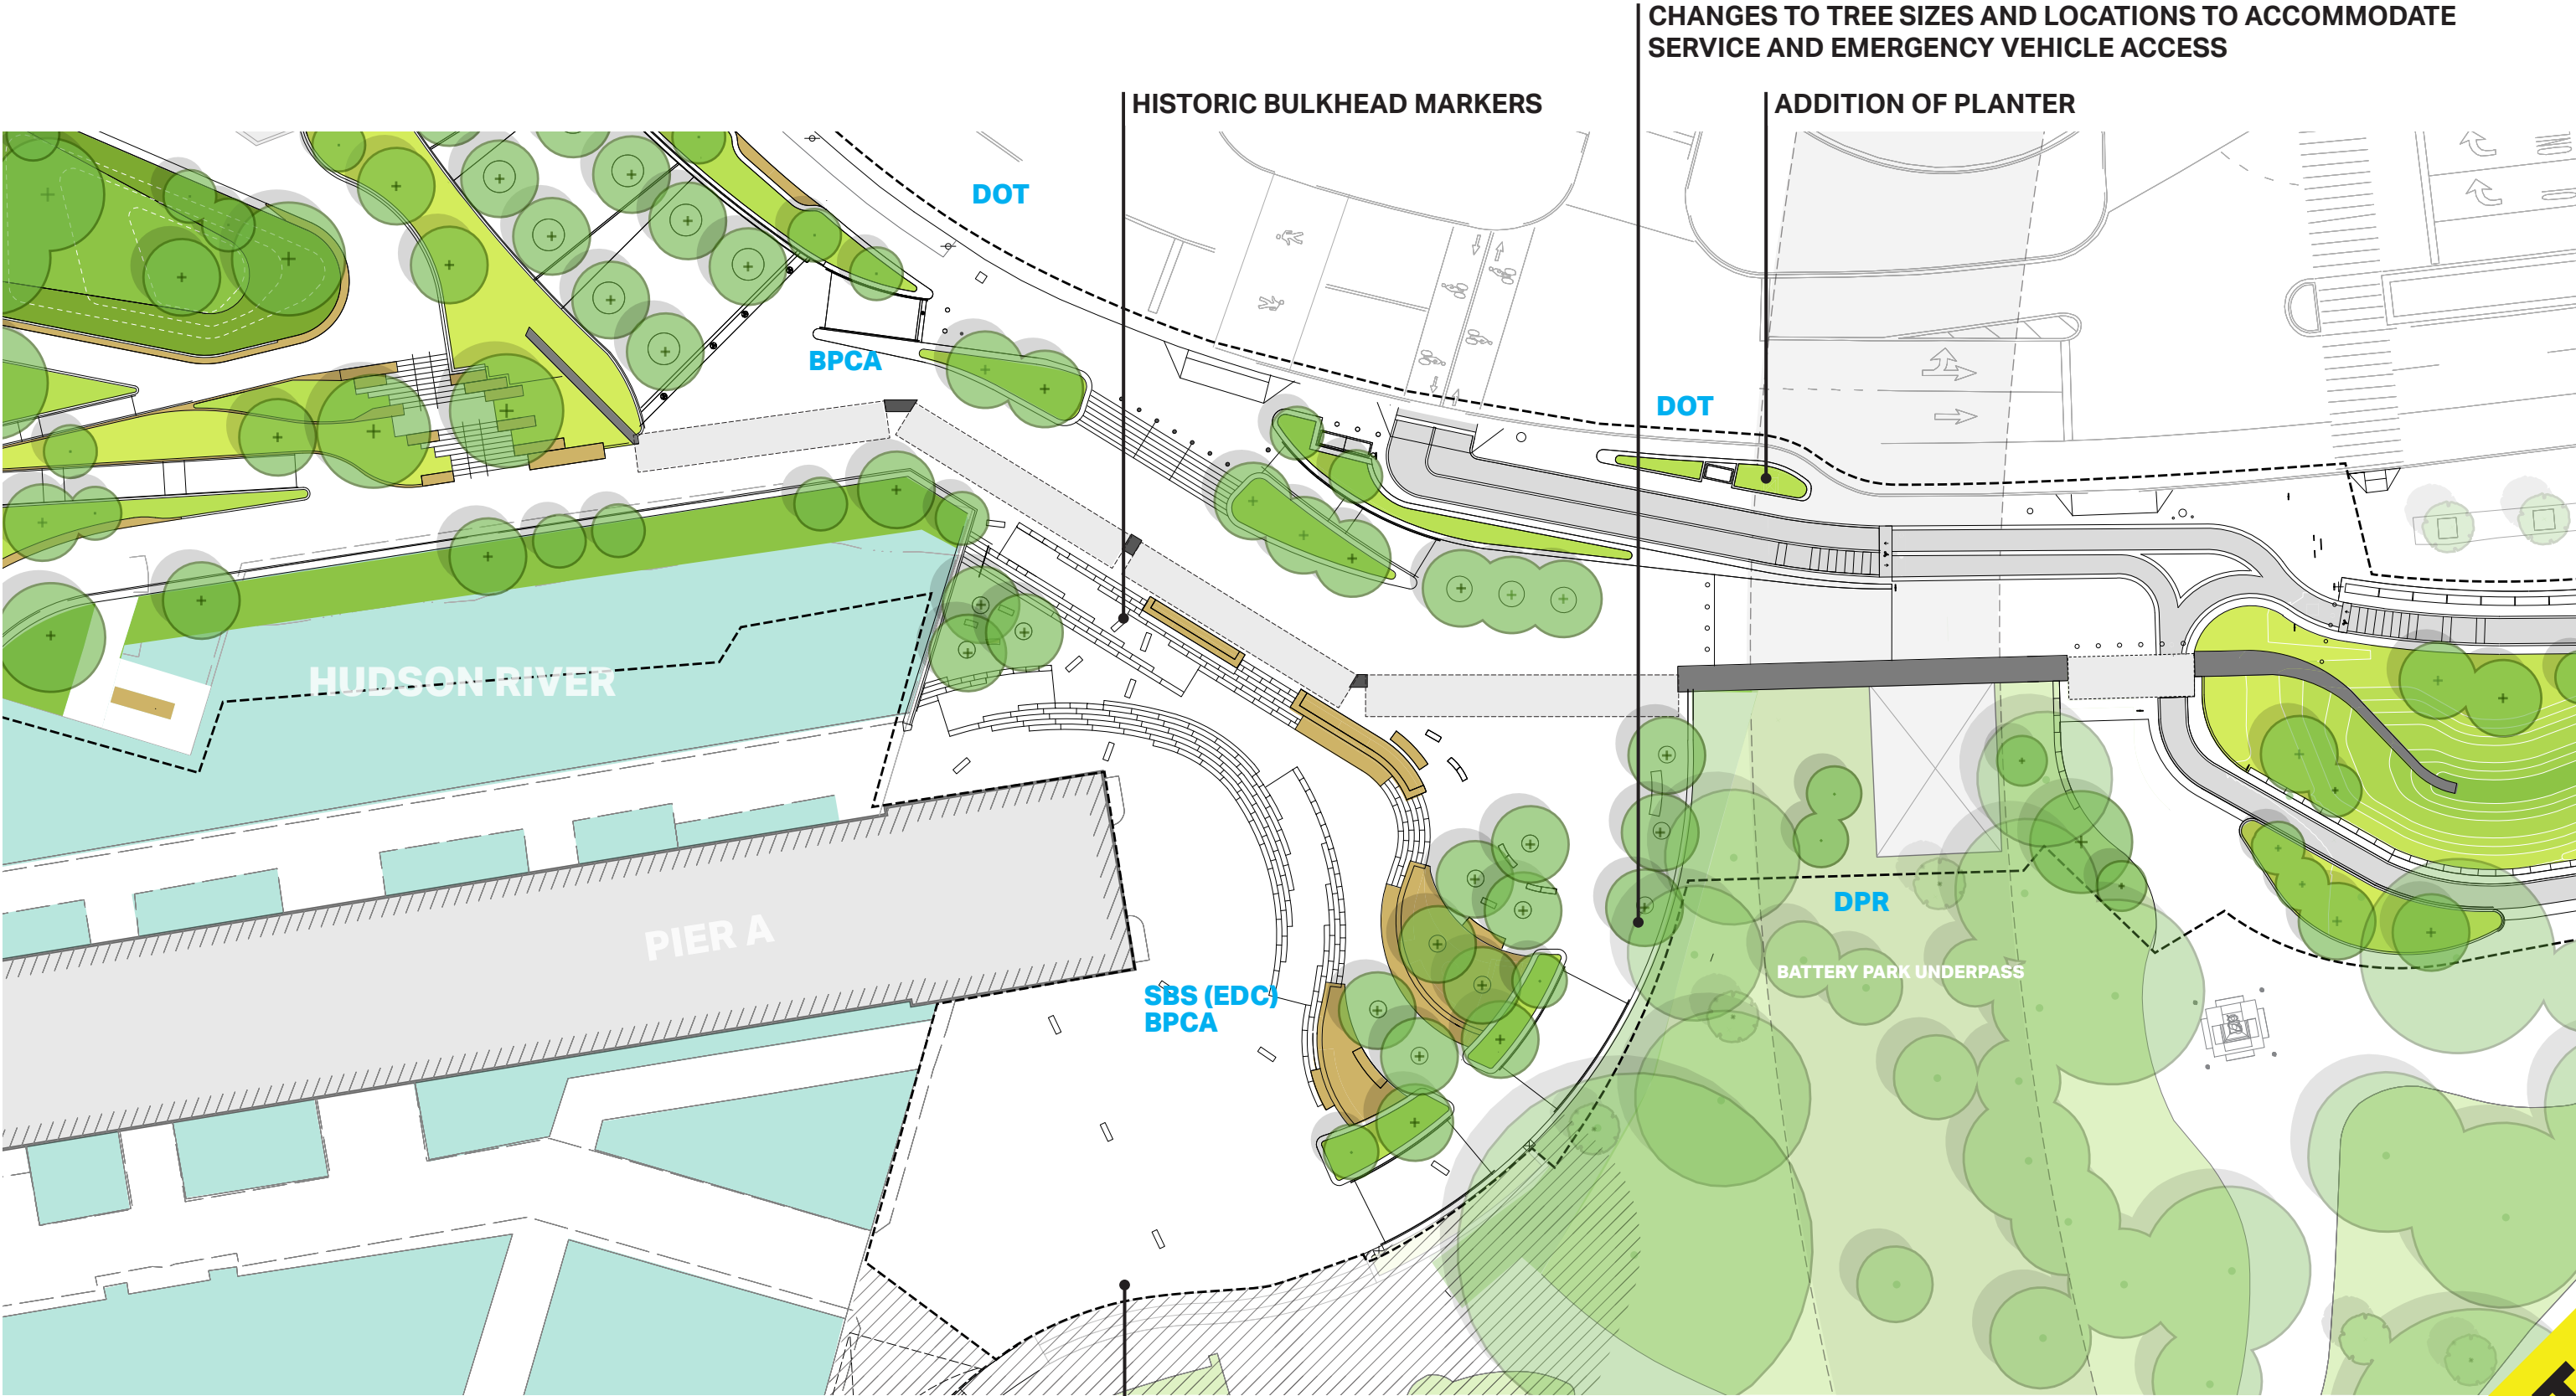 CHANGES TO TREE SIZES AND LOCATIONS TO ACCOMMODATE
SERVICE AND EMERGENCY VEHICLE ACCESS
HISTORIC BULKHEAD MARKERS
ADDITION OF PLANTER
DOT
BPCA
DOT
HUDSON RIVER
DPR
PIER A
BATTERY PARK UNDERPASS
SBS (EDC)
BPCA